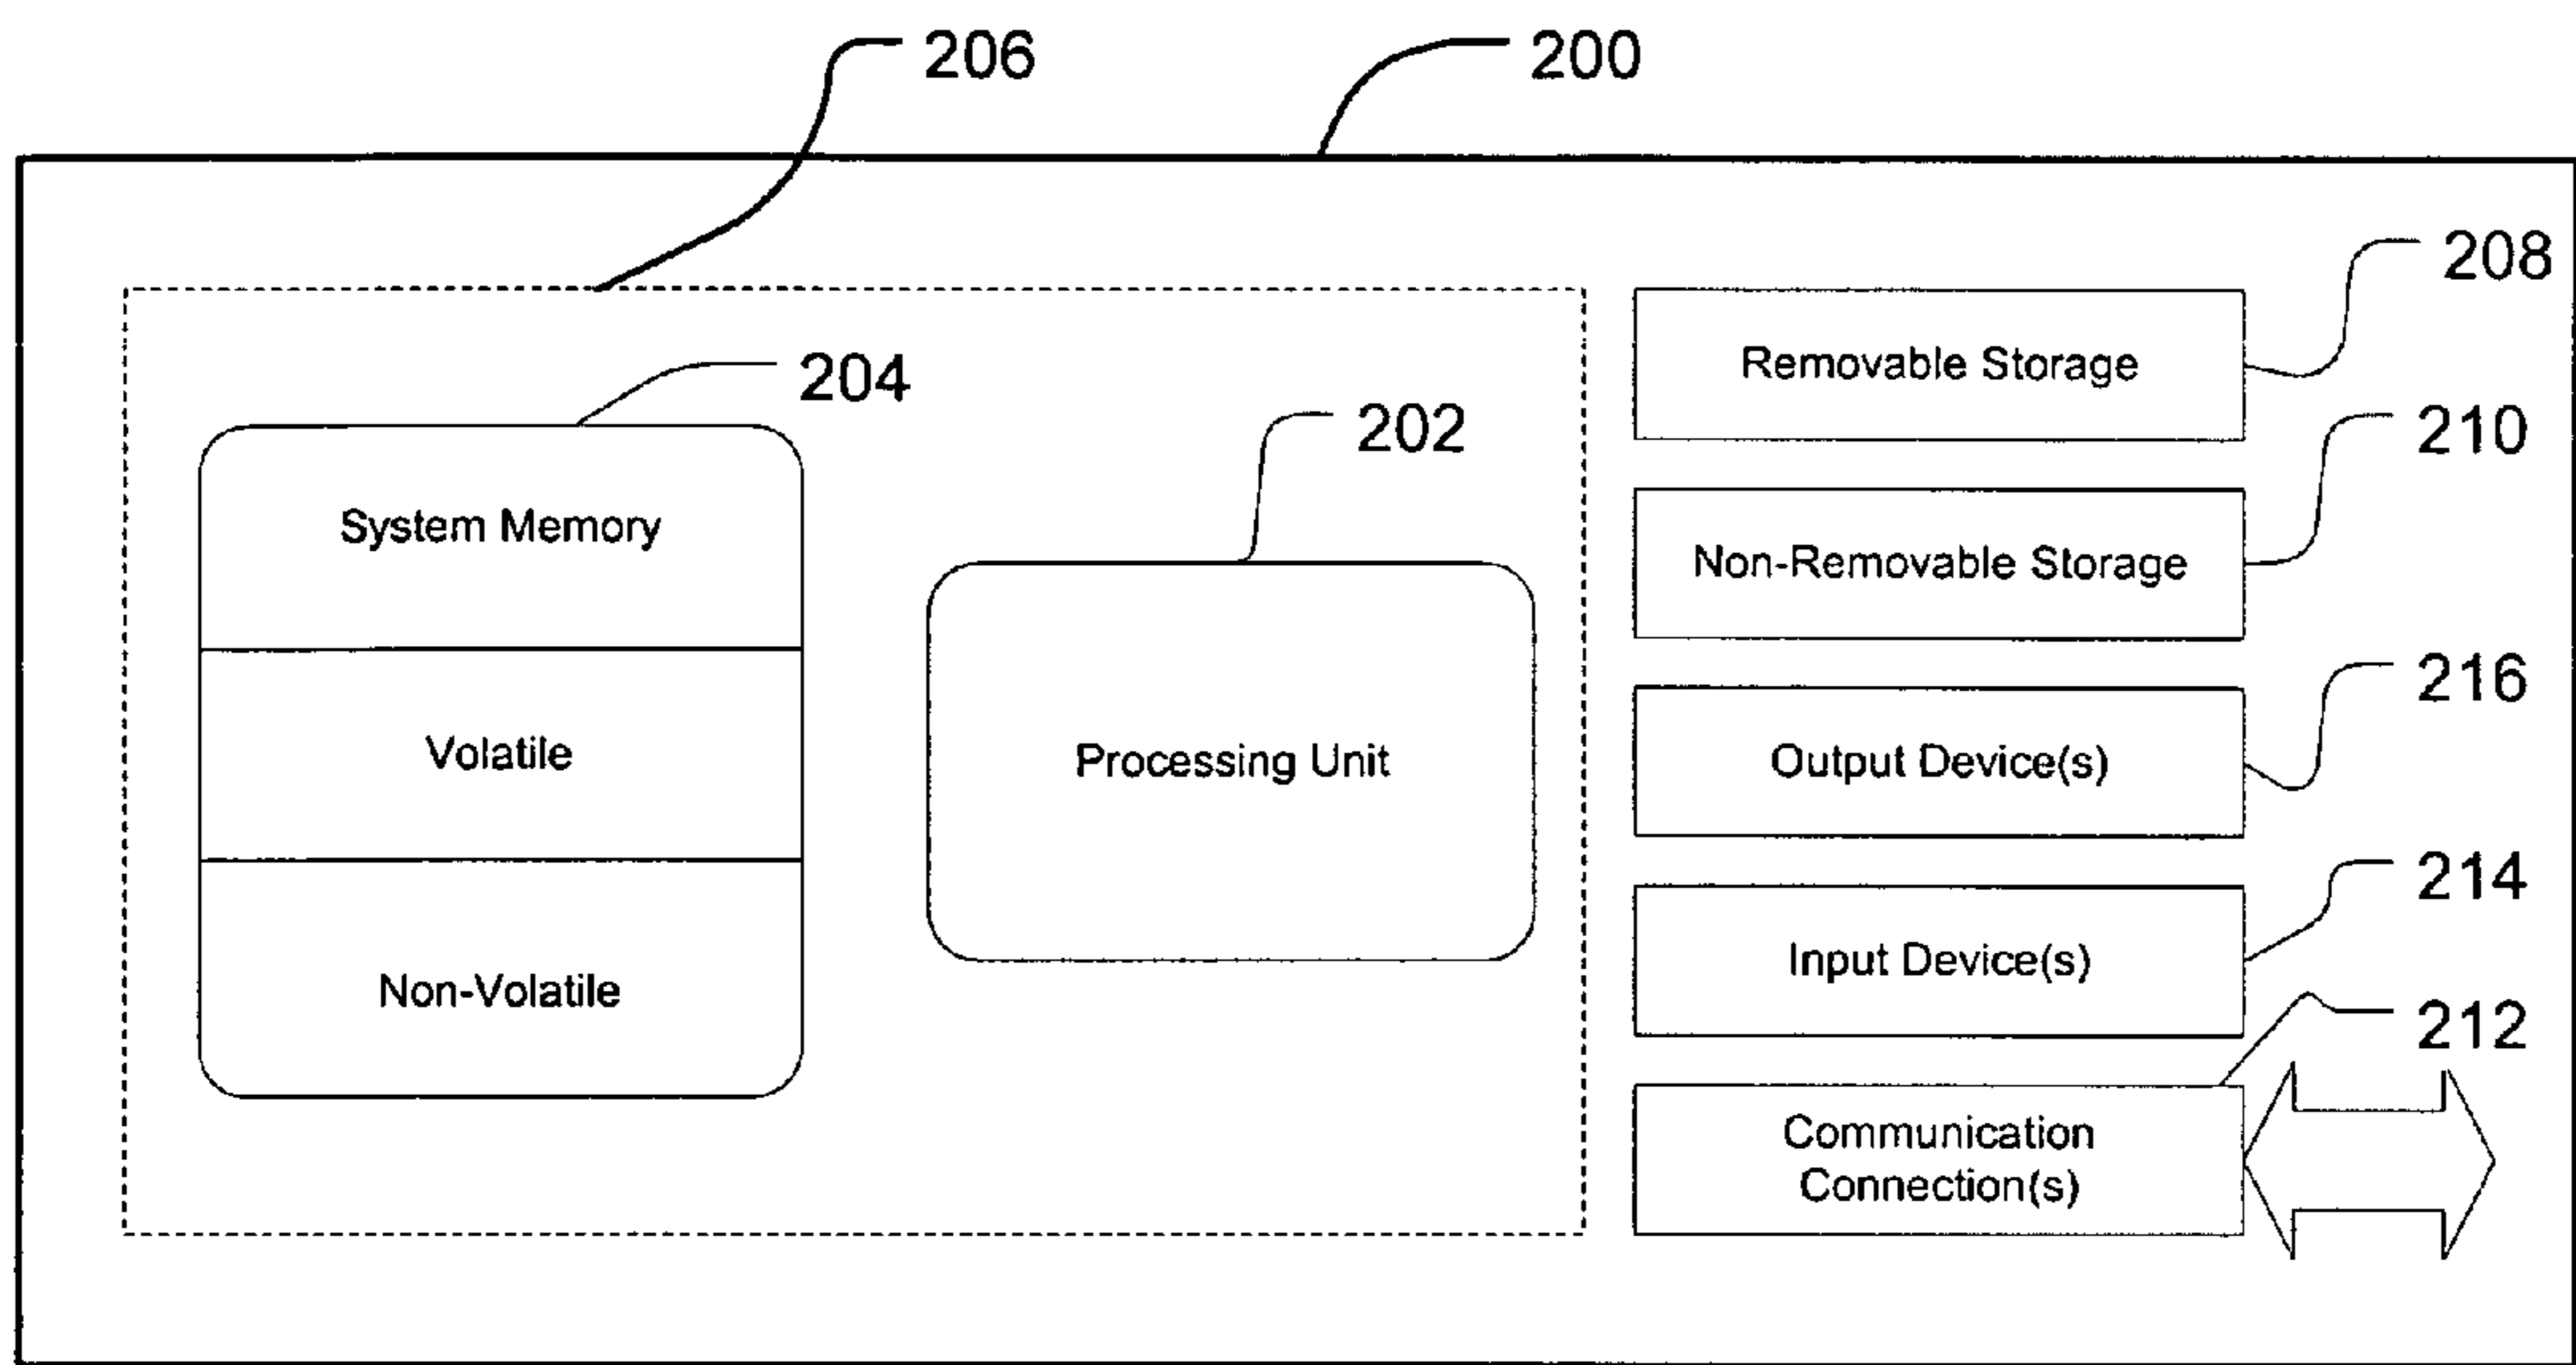 206
200
208
Removable Storage
204
210
202
System Memory
Non-Removable Storage
216
Volatile
Processing Unit
Output Device(s)
214
Input Device(s)
Non-Volatile
212
Communication
Connection(s)